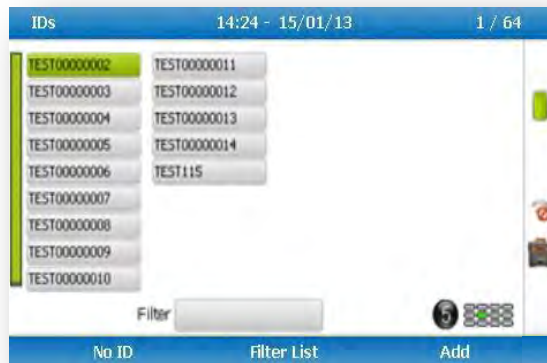 IDs 14:24 - 15/01/13 1 / 64
TEST00000002 TEST00000011
TEST00000003 TEST00000012
TEST00000004 TEST00000013
TEST00000005 TEST00000014
TEST00000006 TEST115
TEST00000007
TEST00000008
TEST00000009
TEST00000010
Filter
5
No ID Filter List Add